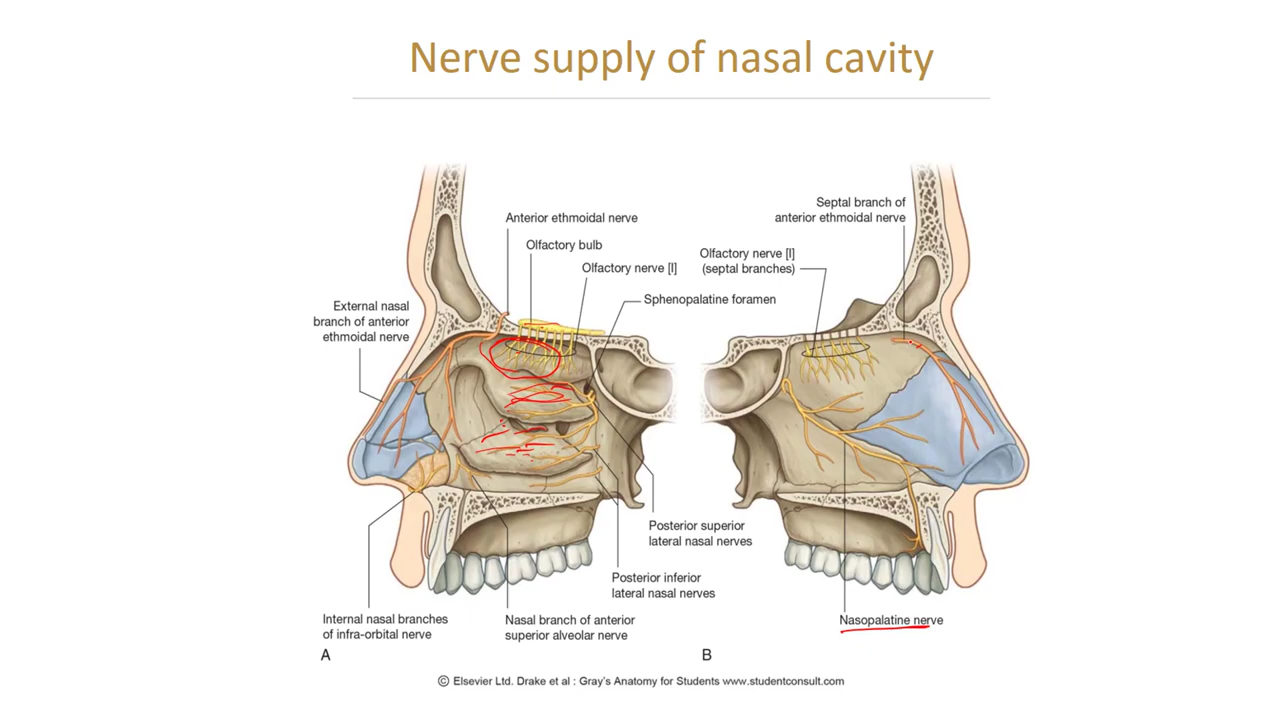 Nerve supply of nasal cavity
Anterior ethmoidal nerve
Olfactory bulb
Olfactory nerve [I]
Sphenopalatine foramen
External nasal
branch of anterior
ethmoidal nerve
Posterior superior
lateral nasal nerves
Posterior inferior
lateral nasal nerves
Internal nasal branches
of infra-orbital nerve
Nasal branch of anterior
superior alveolar nerve
A
Septal branch of
anterior ethmoidal nerve
Olfactory nerve [I]
(septal branches)
Nasopalatine nerve
B
© Elsevier Ltd. Drake et al : Gray's Anatomy for Students www.studentconsult.com